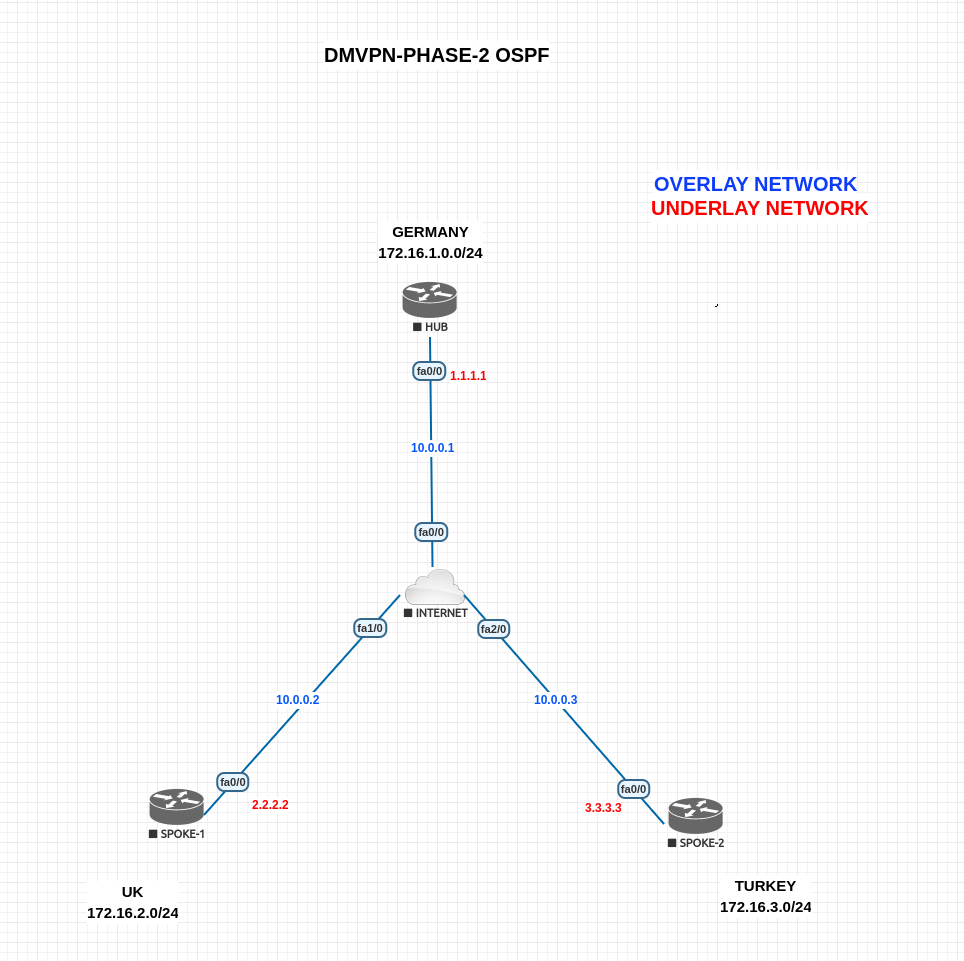 DMVPN-PHASE-2 OSPF
OVERLAY NETWORK
UNDERLAY NETWORK
GERMANY
172.16.1.0.0/24
HUB
fa0/0
1.1.1.1
10.0.0.1
fa0/0
INTERNET
fa1/0
fa2/0
10.0.0.2
10.0.0.3
fa0/0
fa0/0
2.2.2.2
3.3.3.3
SPOKE-1
SPOKE-2
UK
172.16.2.0/24
TURKEY
172.16.3.0/24